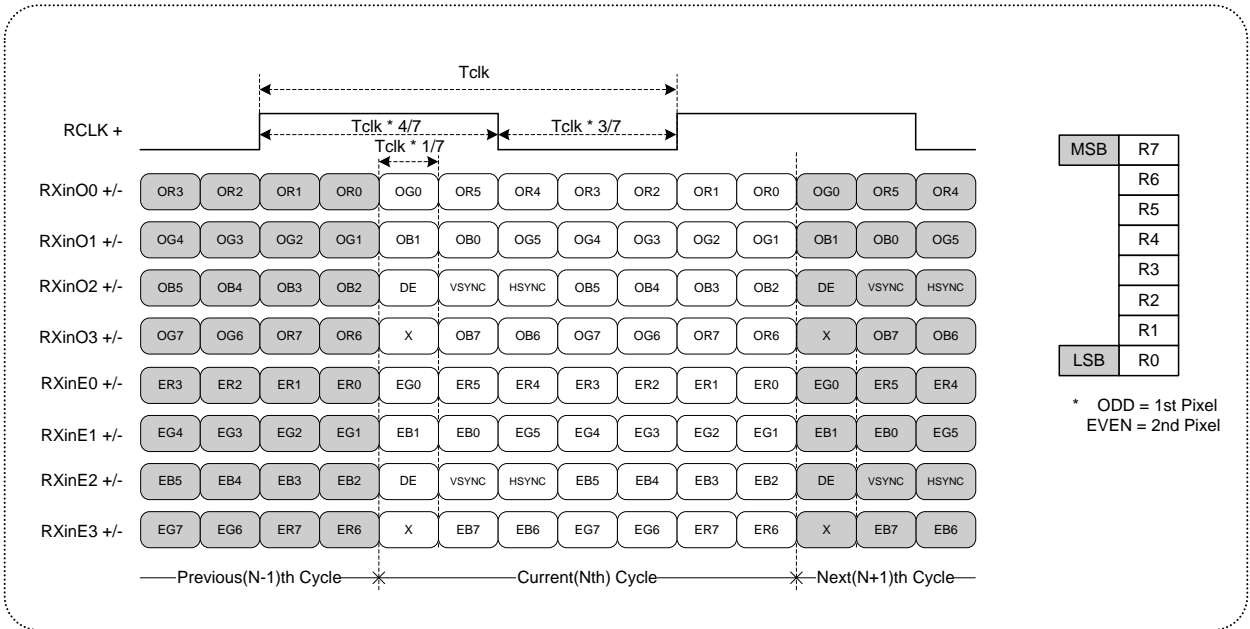 Tclk
RCLK +
Tclk * 4/7
Tclk * 3/7
Tclk * 1/7
RXinO0 +/- OR3 OR2 OR1 OR0 OG0 OR5 OR4 OR3 OR2 OR1 OR0 OG0 OR5 OR4
RXinO1 +/- OG4 OG3 OG2 OG1 OB1 OB0 OG5 OG4 OG3 OG2 OG1 OB1 OB0 OG5
RXinO2 +/- OB5 OB4 OB3 OB2 DE VSYNC HSYNC OB5 OB4 OB3 OB2 DE VSYNC HSYNC
RXinO3 +/- OG7 OG6 OR7 OR6 X OB7 OB6 OG7 OG6 OR7 OR6 X OB7 OB6
RXinE0 +/- ER3 ER2 ER1 ER0 EG0 ER5 ER4 ER3 ER2 ER1 ER0 EG0 ER5 ER4
RXinE1 +/- EG4 EG3 EG2 EG1 EB1 EB0 EG5 EG4 EG3 EG2 EG1 EB1 EB0 EG5
RXinE2 +/- EB5 EB4 EB3 EB2 DE VSYNC HSYNC EB5 EB4 EB3 EB2 DE VSYNC HSYNC
RXinE3 +/- EG7 EG6 ER7 ER6 X EB7 EB6 EG7 EG6 ER7 ER6 X EB7 EB6
Previous(N-1)th Cycle Current(Nth) Cycle Next(N+1)th Cycle
MSB R7
R6
R5
R4
R3
R2
R1
LSB R0
* ODD = 1st Pixel
EVEN = 2nd Pixel